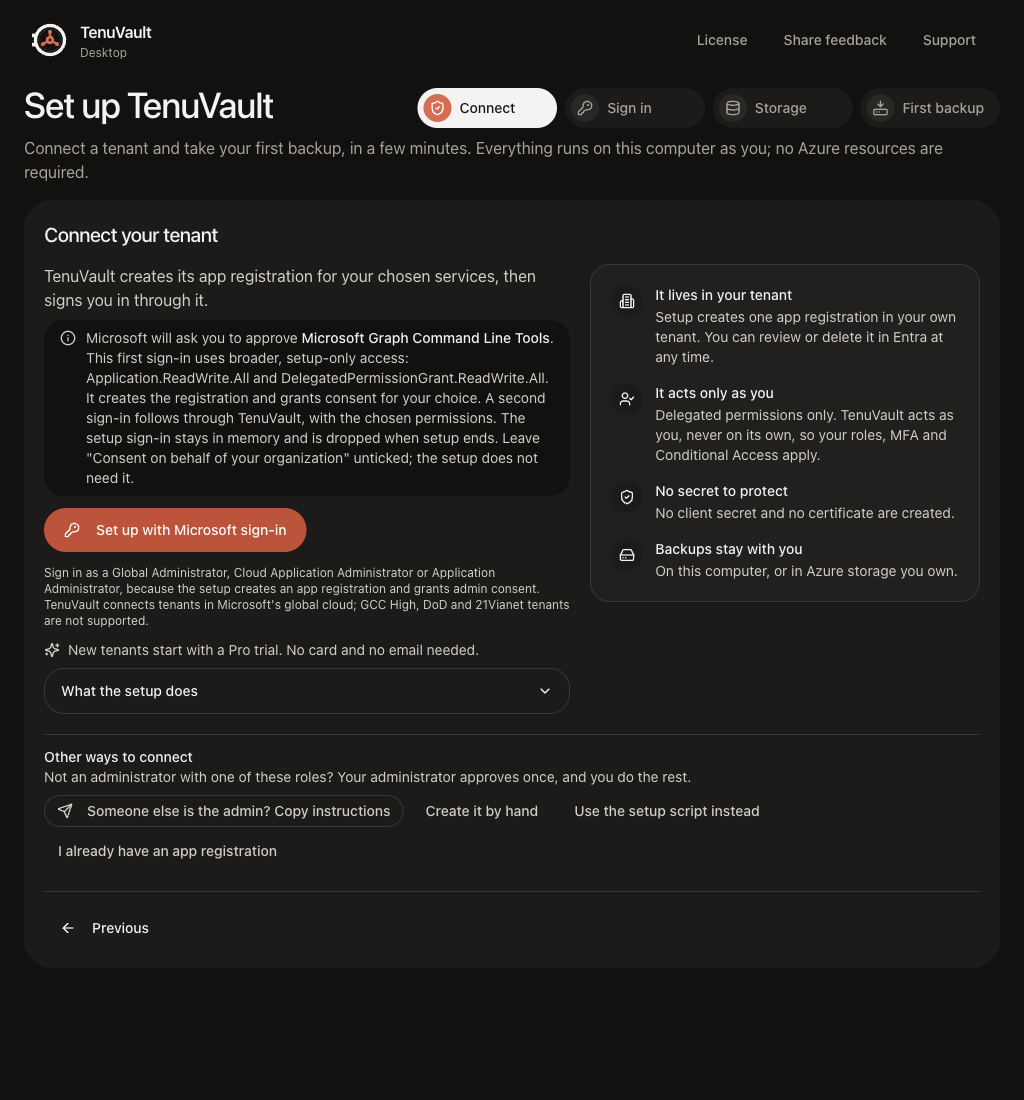 TenuVault
Desktop
License
Share feedback
Support
Set up TenuVault
Connect
Sign in
Storage
First backup
Connect a tenant and take your first backup, in a few minutes. Everything runs on this computer as you; no Azure resources are
required.
Connect your tenant
TenuVault creates its app registration for your chosen services, then
signs you in through it.
Microsoft will ask you to approve Microsoft Graph Command Line Tools.
This first sign-in uses broader, setup-only access:
Application.ReadWrite.All and DelegatedPermissionGrant.ReadWrite.All.
It creates the registration and grants consent for your choice. A second
sign-in follows through TenuVault, with the chosen permissions. The
setup sign-in stays in memory and is dropped when setup ends. Leave
"Consent on behalf of your organization" unticked; the setup does not
need it.
Set up with Microsoft sign-in
Sign in as a Global Administrator, Cloud Application Administrator or Application
Administrator, because the setup creates an app registration and grants admin consent.
TenuVault connects tenants in Microsoft's global cloud; GCC High, DoD and 21Vianet tenants
are not supported.
New tenants start with a Pro trial. No card and no email needed.
What the setup does
It lives in your tenant
Setup creates one app registration in your own
tenant. You can review or delete it in Entra at
any time.
It acts only as you
Delegated permissions only. TenuVault acts as
you, never on its own, so your roles, MFA and
Conditional Access apply.
No secret to protect
No client secret and no certificate are created.
Backups stay with you
On this computer, or in Azure storage you own.
Other ways to connect
Not an administrator with one of these roles? Your administrator approves once, and you do the rest.
Someone else is the admin? Copy instructions
Create it by hand
Use the setup script instead
I already have an app registration
Previous